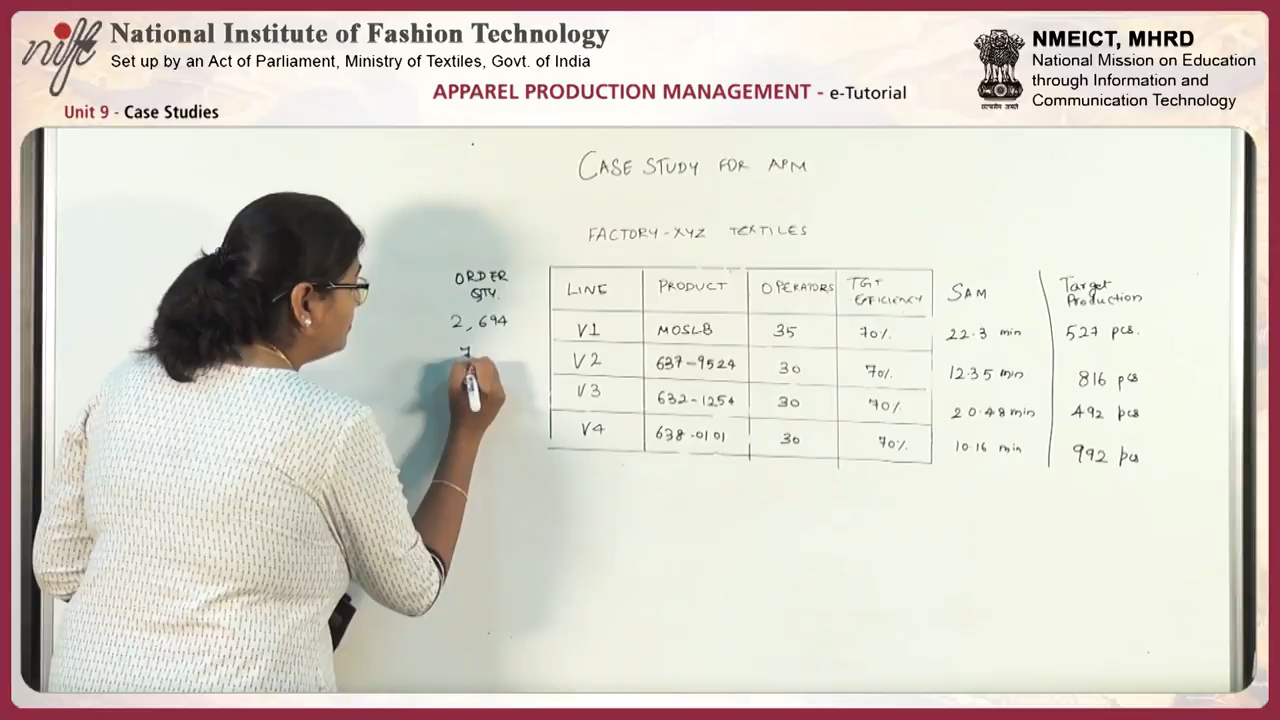 National Institute of Fashion Technology
Set up by an Act of Parliament, Ministry of Textiles, Govt. of India
NMEICT, MHRD
National Mission on Education
through Information and
Communication Technology
APPAREL PRODUCTION MANAGEMENT - e-Tutorial
Unit 9 - Case Studies
CASE STUDY FOR APM
FACTORY-XYZ TEXTILES
ORDER QTY. LINE PRODUCT OPERATORS TGT EFFICIENCY SAM Target Production
2,694 V1 MOSLB 35 70% 22.3 min 527 pcs.
7 V2 637-9524 30 70% 12.35 min 816 pcs
V3 632-1254 30 70% 20.48 min 492 pcs
V4 638-0101 30 70% 10.16 min 992 pcs